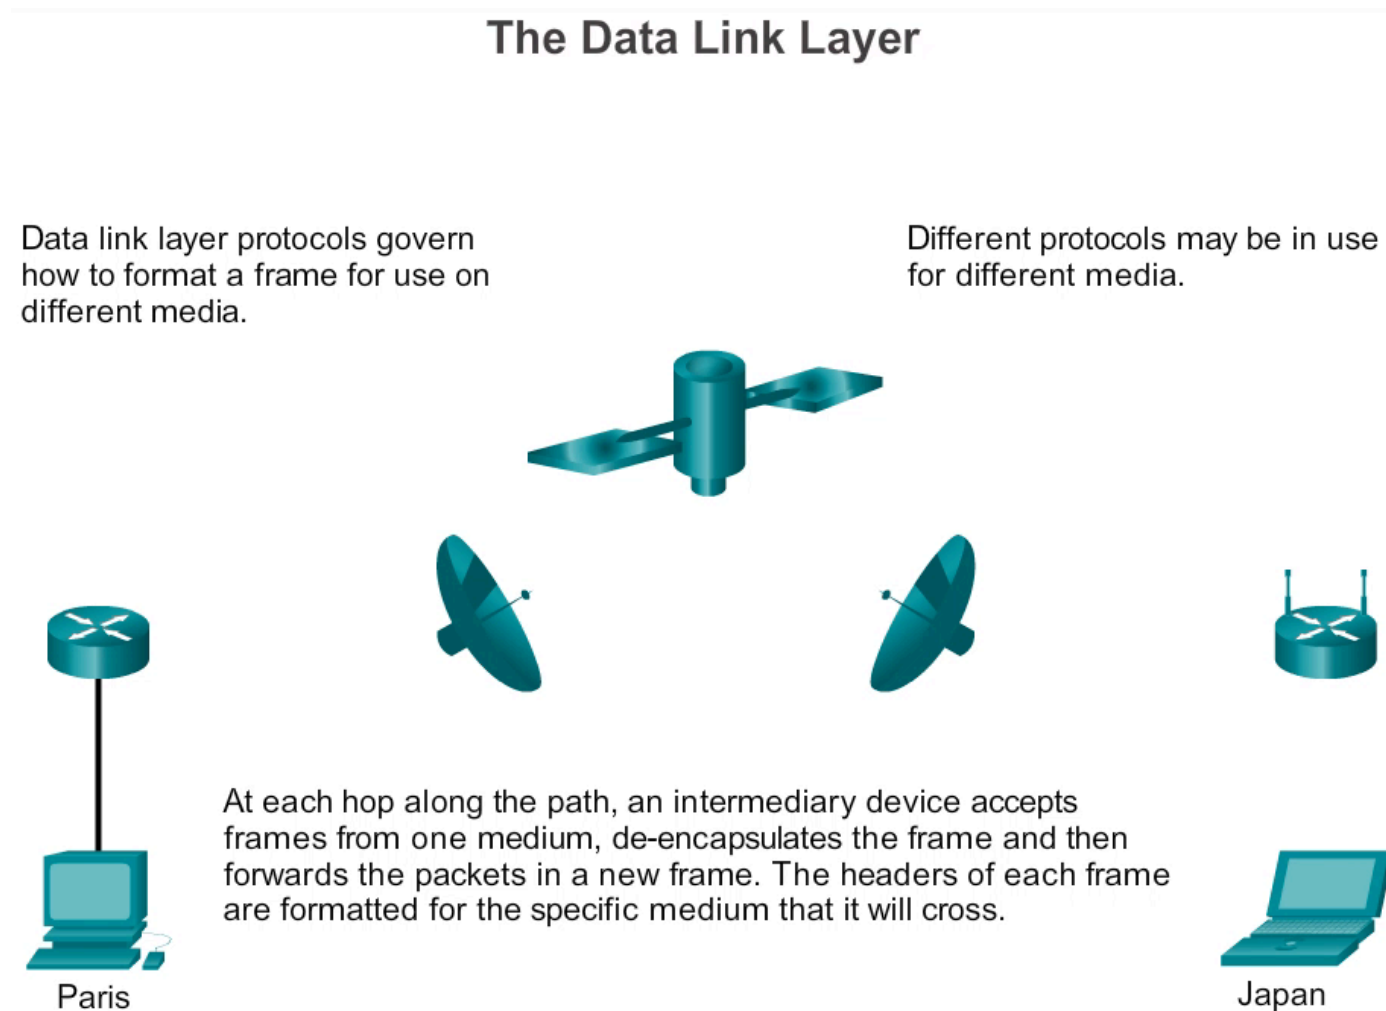 The Data Link Layer
Data link layer protocols govern
how to format a frame for use on
different media.
Different protocols may be in use
for different media.
At each hop along the path, an intermediary device accepts
frames from one medium, de-encapsulates the frame and then
forwards the packets in a new frame. The headers of each frame
are formatted for the specific medium that it will cross.
Paris
Japan